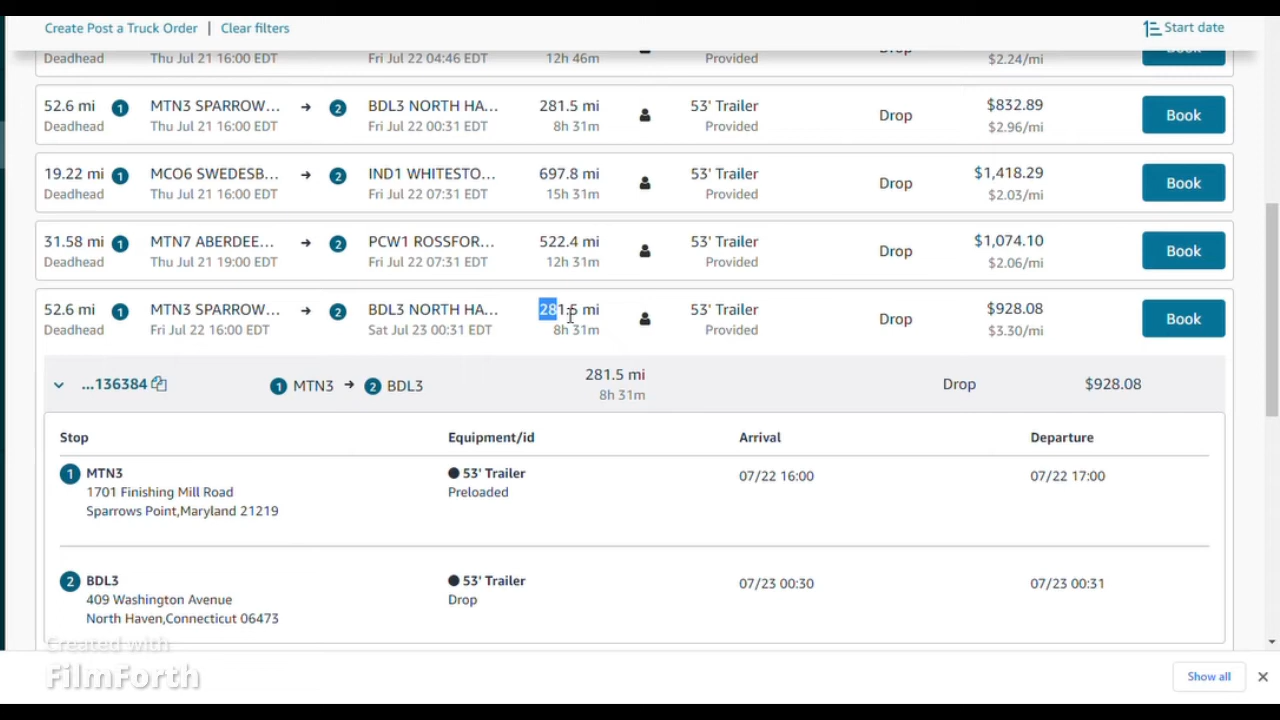 Create Post a Truck Order | Clear filters
Start date
Deadhead Thu Jul 21 16:00 EDT Fri Jul 22 04:46 EDT 12h 46m Provided Drop $2.24/mi Book
52.6 mi 1 MTN3 SPARROW... → 2 BDL3 NORTH HA... 281.5 mi 53' Trailer Drop $832.89 Book
Deadhead Thu Jul 21 16:00 EDT Fri Jul 22 00:31 EDT 8h 31m Provided $2.96/mi
19.22 mi 1 MCO6 SWEDESB... → 2 IND1 WHITESTO... 697.8 mi 53' Trailer Drop $1,418.29 Book
Deadhead Thu Jul 21 16:00 EDT Fri Jul 22 07:31 EDT 15h 31m Provided $2.03/mi
31.58 mi 1 MTN7 ABERDEE... → 2 PCW1 ROSSFOR... 522.4 mi 53' Trailer Drop $1,074.10 Book
Deadhead Thu Jul 21 19:00 EDT Fri Jul 22 07:31 EDT 12h 31m Provided $2.06/mi
52.6 mi 1 MTN3 SPARROW... → 2 BDL3 NORTH HA... 281.5 mi 53' Trailer Drop $928.08 Book
Deadhead Fri Jul 22 16:00 EDT Sat Jul 23 00:31 EDT 8h 31m Provided $3.30/mi
...136384 1 MTN3 → 2 BDL3 281.5 mi Drop $928.08
8h 31m
Stop Equipment/id Arrival Departure
1 MTN3 53' Trailer 07/22 16:00 07/22 17:00
1701 Finishing Mill Road Preloaded
Sparrows Point,Maryland 21219
2 BDL3 53' Trailer 07/23 00:30 07/23 00:31
409 Washington Avenue Drop
North Haven,Connecticut 06473
Created with
FilmForth
Show all